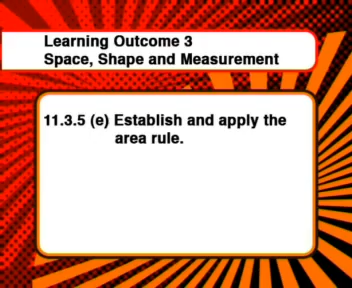 Learning Outcome 3
Space, Shape and Measurement
11.3.5 (e) Establish and apply the
area rule.